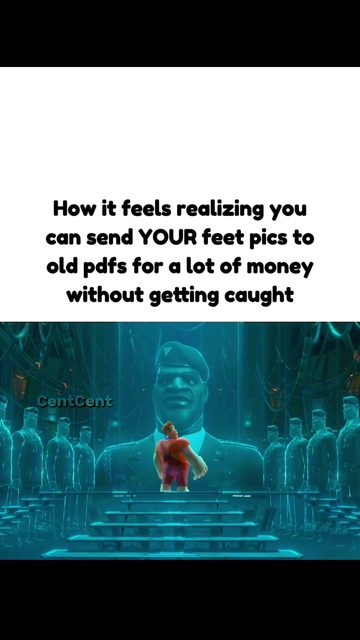 How it feels realizing you
can send YOUR feet pics to
old pdfs for a lot of money
without getting caught
CentCent